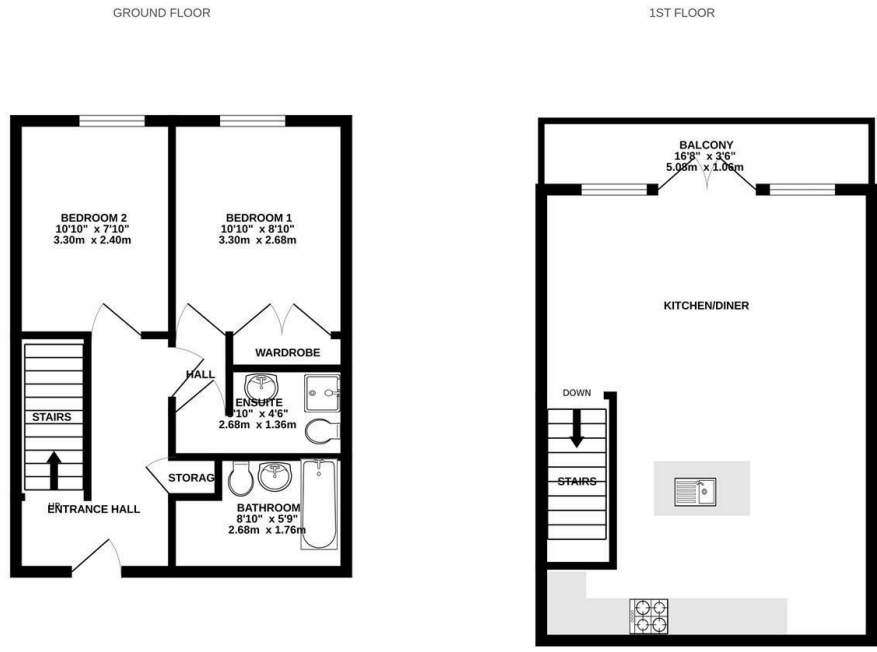 GROUND FLOOR
BEDROOM 2
10'10" x 7'10"
3.30m x 2.40m
BEDROOM 1
10'10" x 8'10"
3.30m x 2.68m
WARDROBE
HALL
ENSUITE
8'10" x 4'6"
2.68m x 1.36m
STAIRS
UP
ENTRANCE HALL
STORAG
BATHROOM
8'10" x 5'9"
2.68m x 1.76m
1ST FLOOR
BALCONY
16'8" x 3'6"
5.08m x 1.06m
KITCHEN/DINER
DOWN
STAIRS